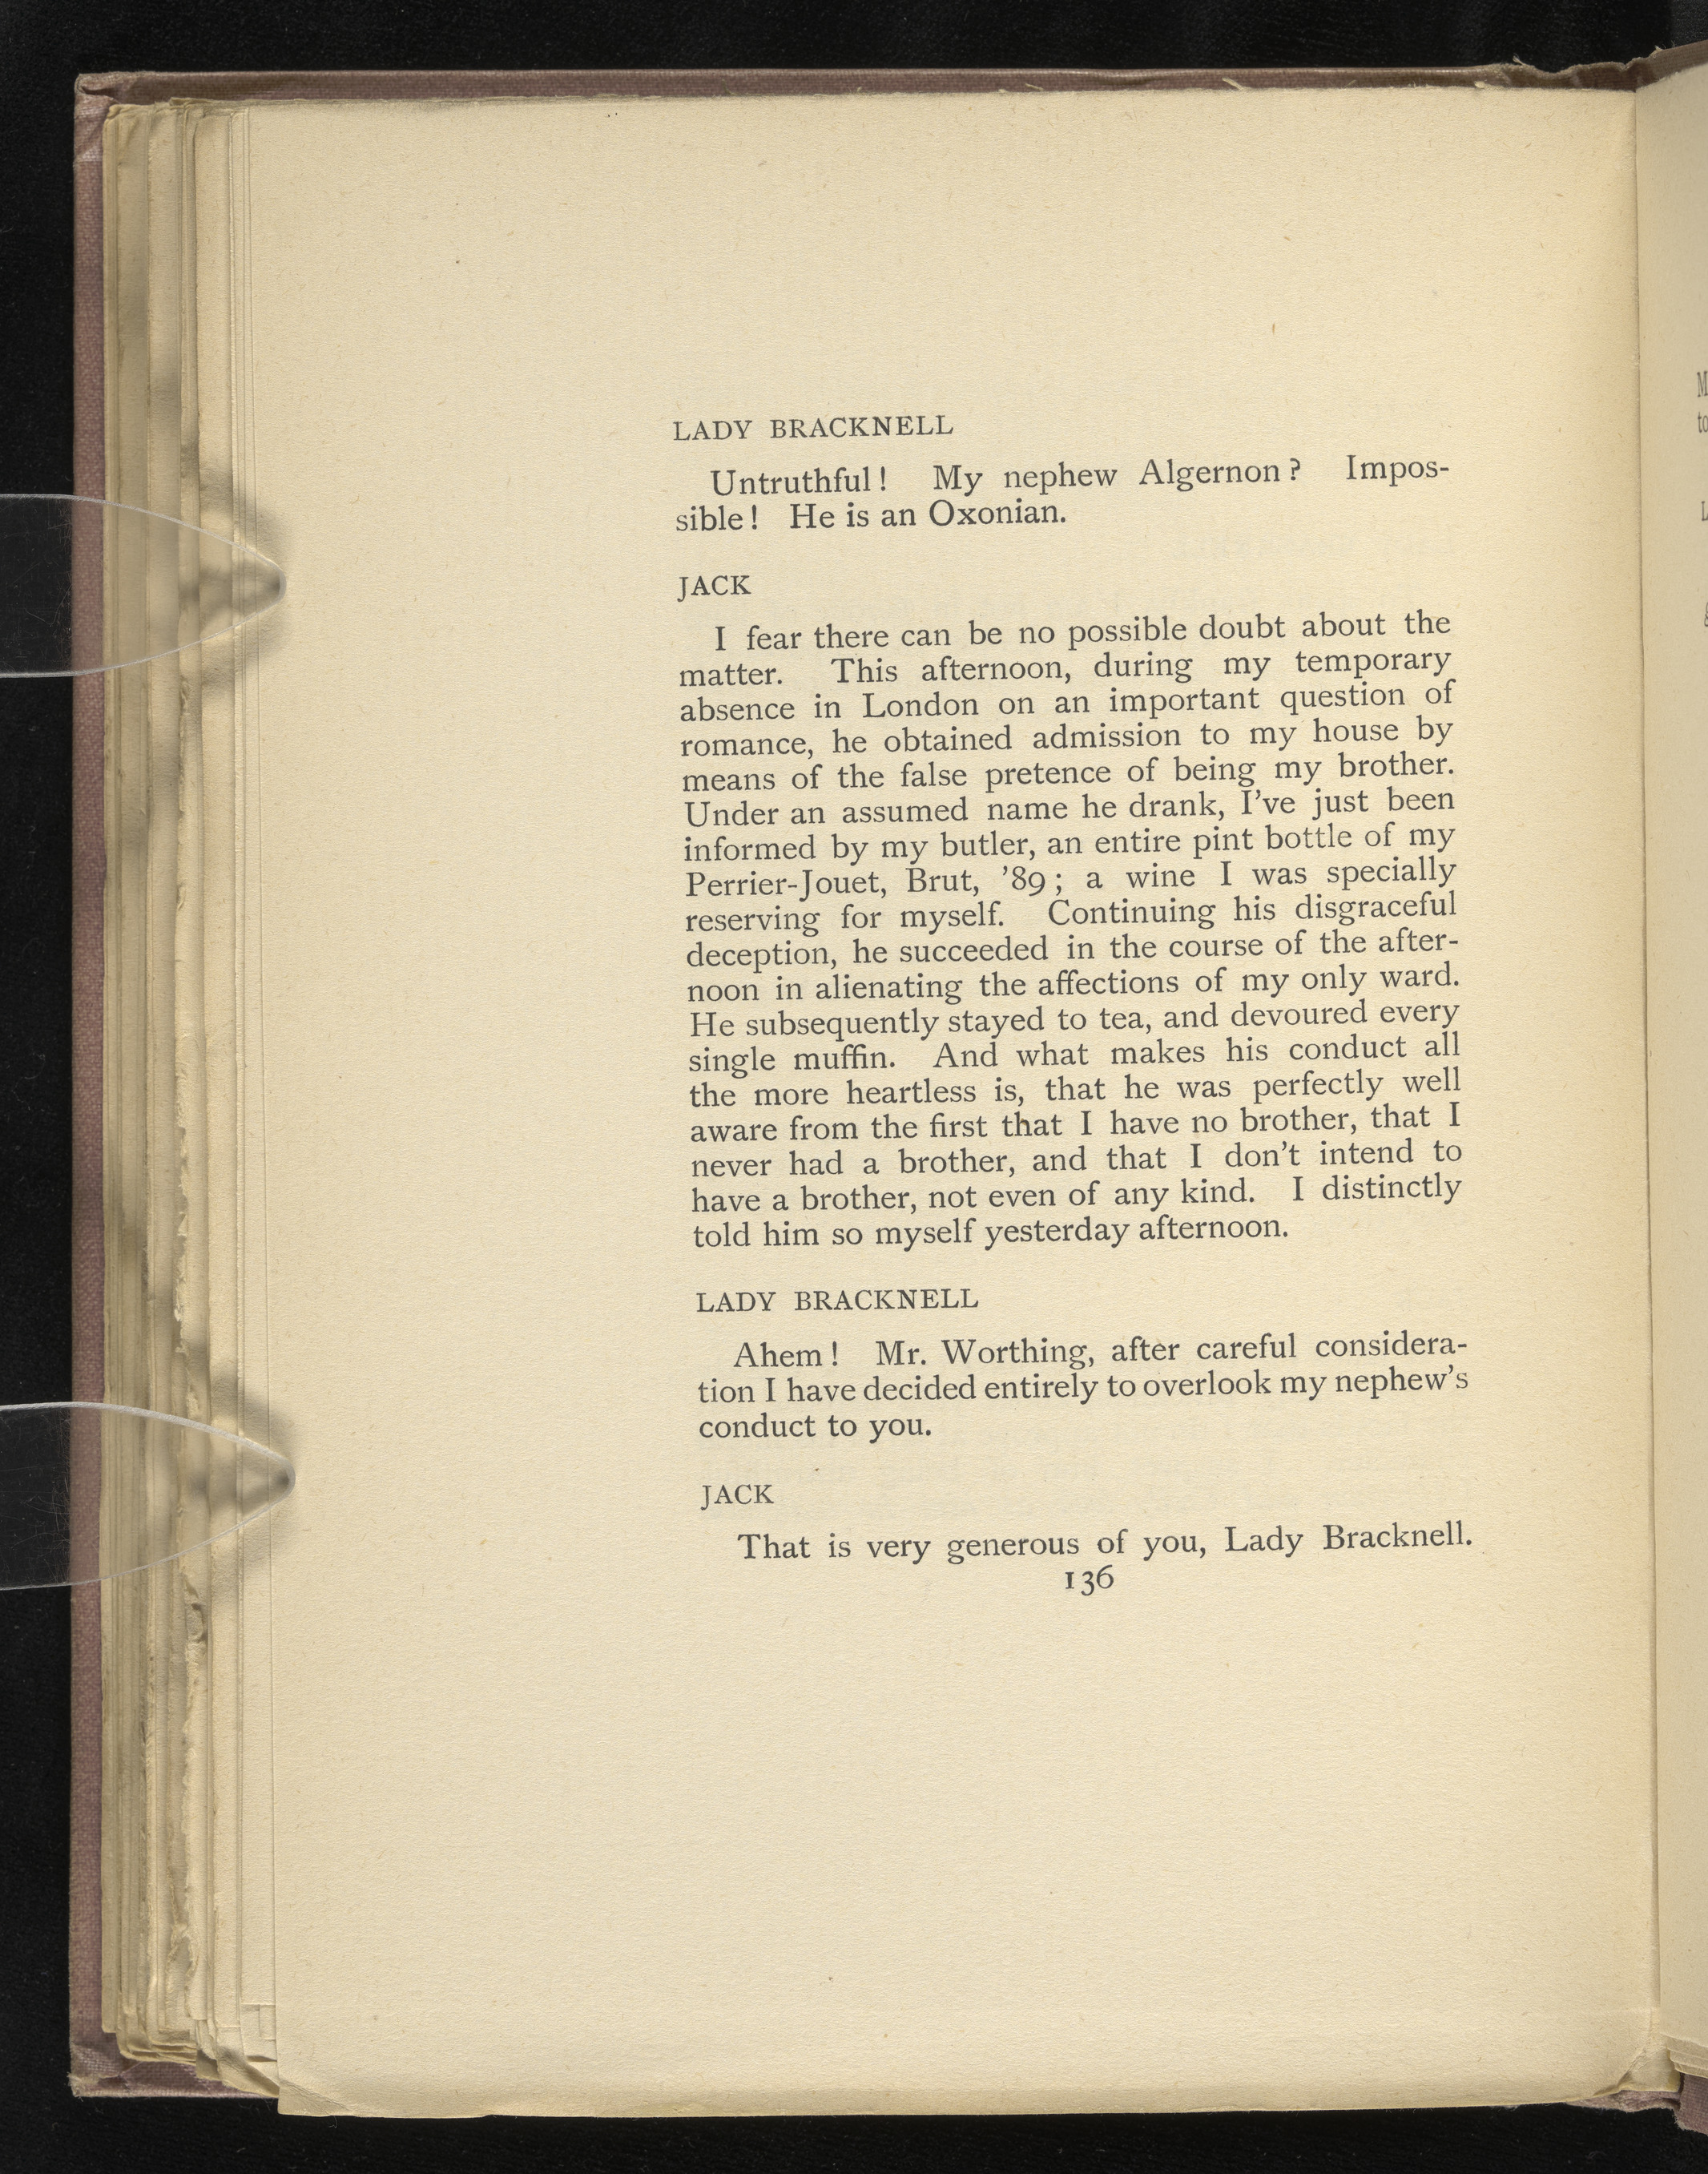 LADY BRACKNELL
Untruthful! My nephew Algernon? Impos-
sible! He is an Oxonian.
JACK
I fear there can be no possible doubt about the
matter. This afternoon, during my temporary
absence in London on an important question of
romance, he obtained admission to my house by
means of the false pretence of being my brother.
Under an assumed name he drank, I've just been
informed by my butler, an entire pint bottle of my
Perrier-Jouet, Brut, '89; a wine I was specially
reserving for myself. Continuing his disgraceful
deception, he succeeded in the course of the after-
noon in alienating the affections of my only ward.
He subsequently stayed to tea, and devoured every
single muffin. And what makes his conduct all
the more heartless is, that he was perfectly well
aware from the first that I have no brother, that I
never had a brother, and that I don't intend to
have a brother, not even of any kind. I distinctly
told him so myself yesterday afternoon.
LADY BRACKNELL
Ahem! Mr. Worthing, after careful considera-
tion I have decided entirely to overlook my nephew's
conduct to you.
JACK
That is very generous of you, Lady Bracknell.
136